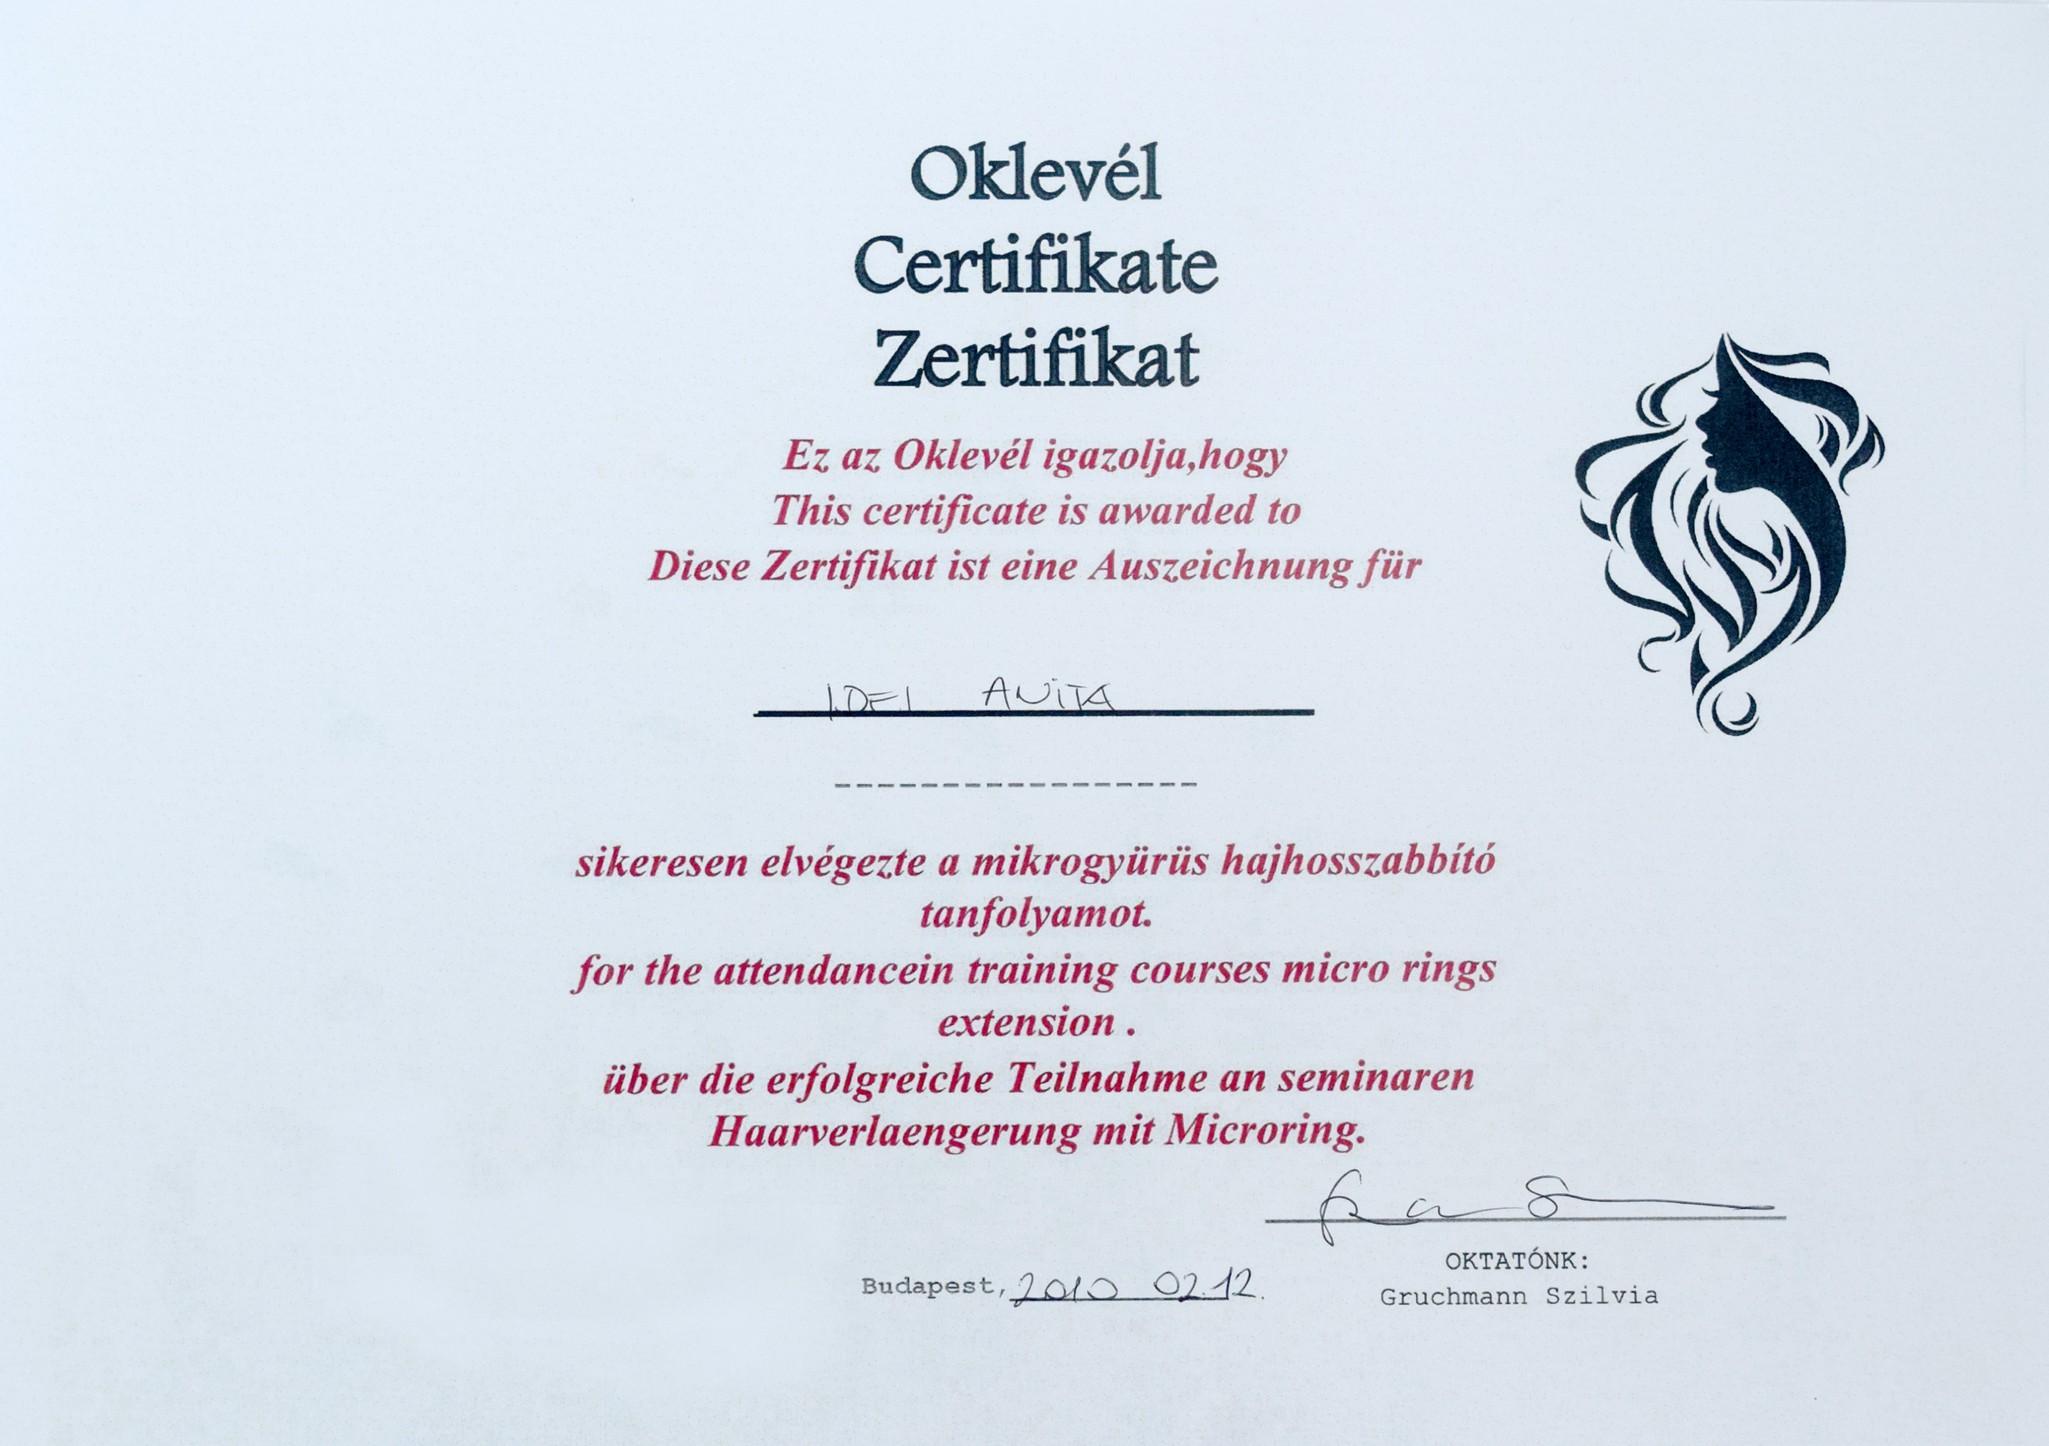 Oklevél
Certifikate
Zertifikat
Ez az Oklevél igazolja,hogy
This certificate is awarded to
Diese Zertifikat ist eine Auszeichnung für
IDEI ANITA
------------------
sikeresen elvégezte a mikrogyürüs hajhosszabbító
tanfolyamot.
for the attendancein training courses micro rings
extension .
über die erfolgreiche Teilnahme an seminaren
Haarverlaengerung mit Microring.
Budapest, 2010 02.12.
OKTATÓNK:
Gruchmann Szilvia